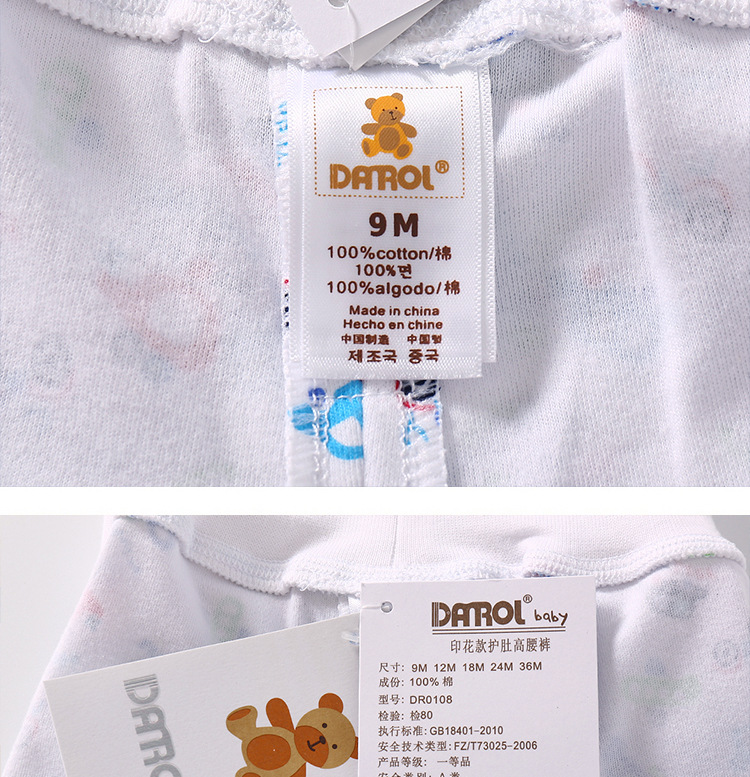 DATROL®
9M
100%cotton/棉
100%면
100%algodo/棉
Made in china
Hecho en chine
中国制造 中国製
제조국 중국
DATROL® baby
印花款护肚高腰裤
尺寸: 9M 12M 18M 24M 36M
成份: 100% 棉
型号: DR0108
检验: 检80
执行标准: GB18401-2010
安全技术类型: FZ/T73025-2006
产品等级: 一等品
DATROL